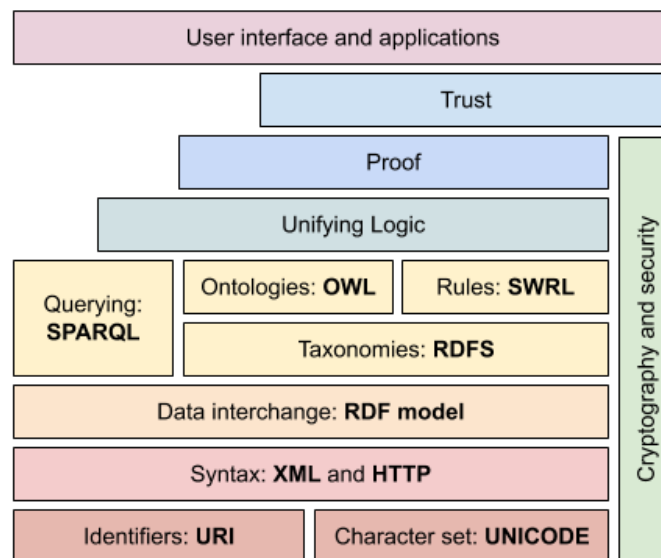 User interface and applications
Trust
Proof
Unifying Logic
Querying:
SPARQL
Ontologies: OWL
Rules: SWRL
Taxonomies: RDFS
Data interchange: RDF model
Syntax: XML and HTTP
Identifiers: URI
Character set: UNICODE
Cryptography and security